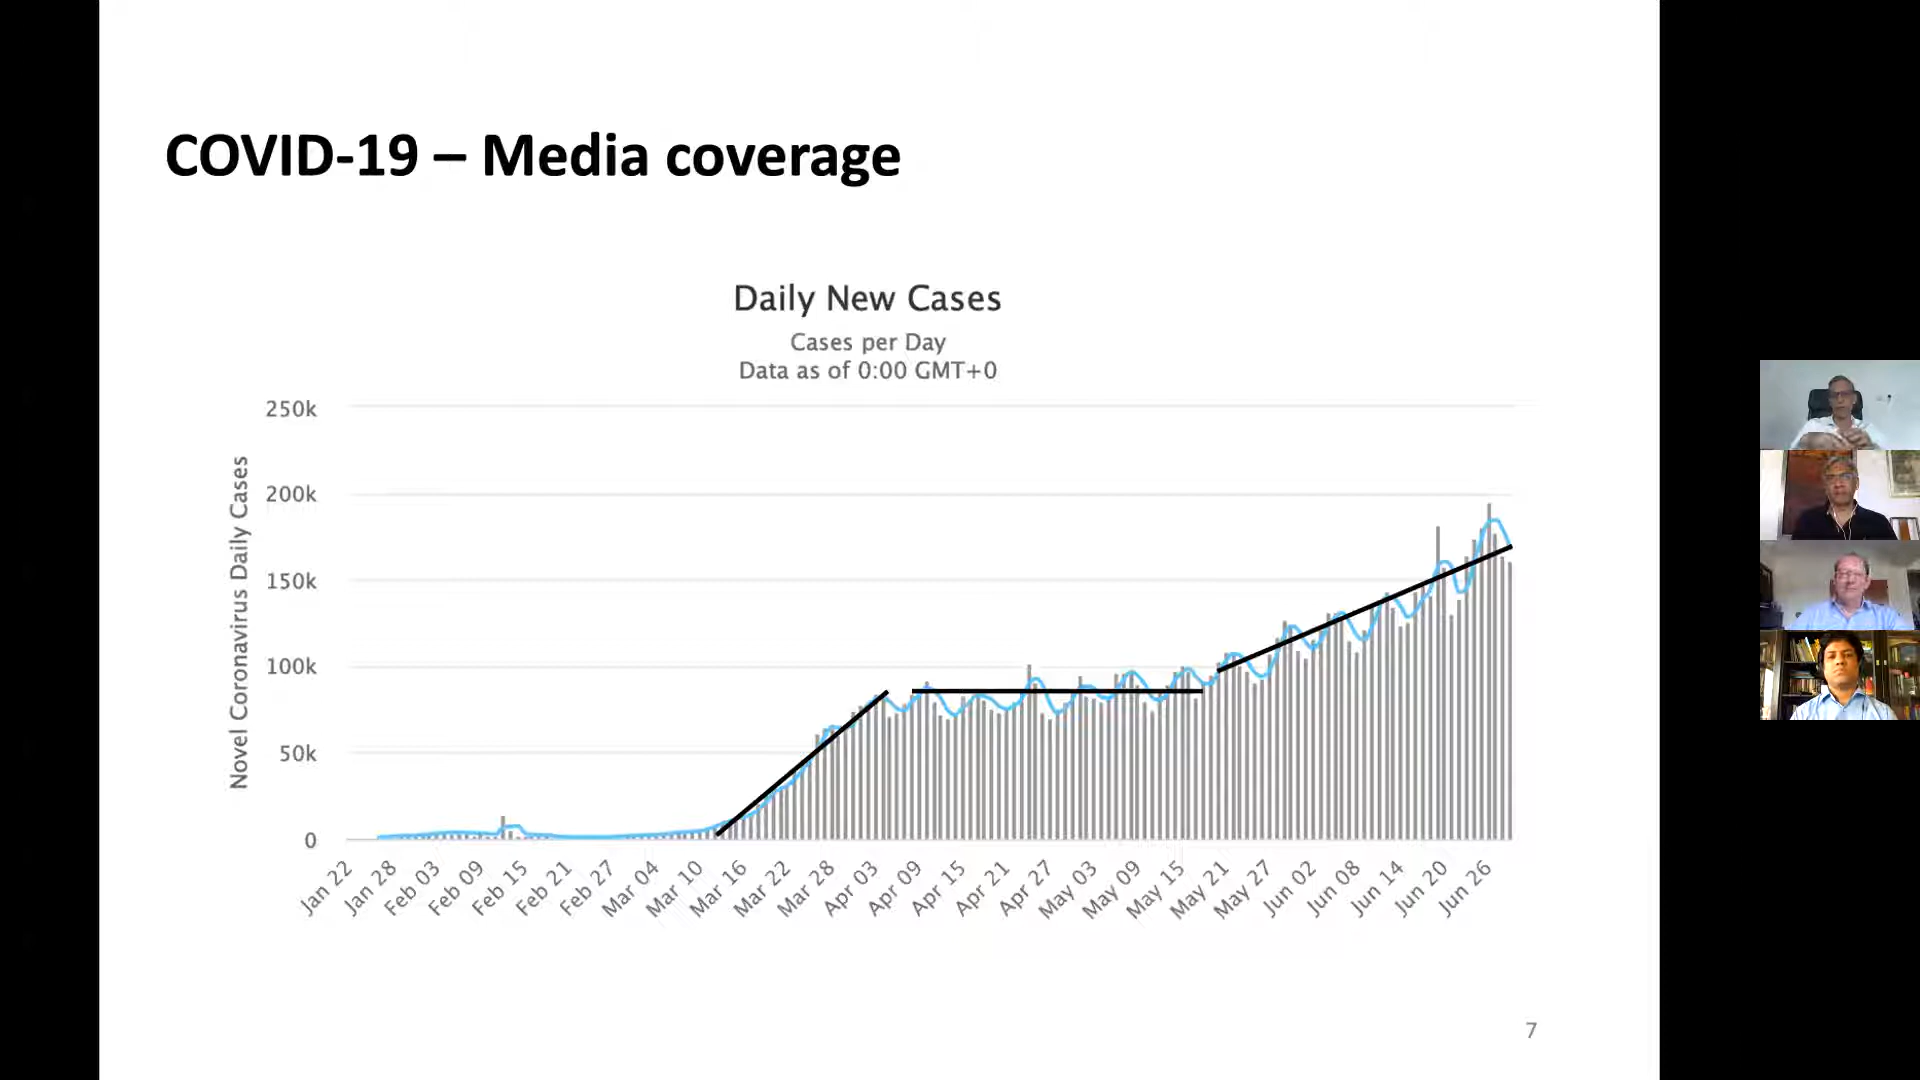 COVID-19 – Media coverage
Daily New Cases
Cases per Day
Data as of 0:00 GMT+0
Novel Coronavirus Daily Cases
250k
200k
150k
100k
50k
0
Jan 22
Jan 28
Feb 03
Feb 09
Feb 15
Feb 21
Feb 27
Mar 04
Mar 10
Mar 16
Mar 22
Mar 28
Apr 03
Apr 09
Apr 15
Apr 21
Apr 27
May 03
May 09
May 15
May 21
May 27
Jun 02
Jun 08
Jun 14
Jun 20
Jun 26
7